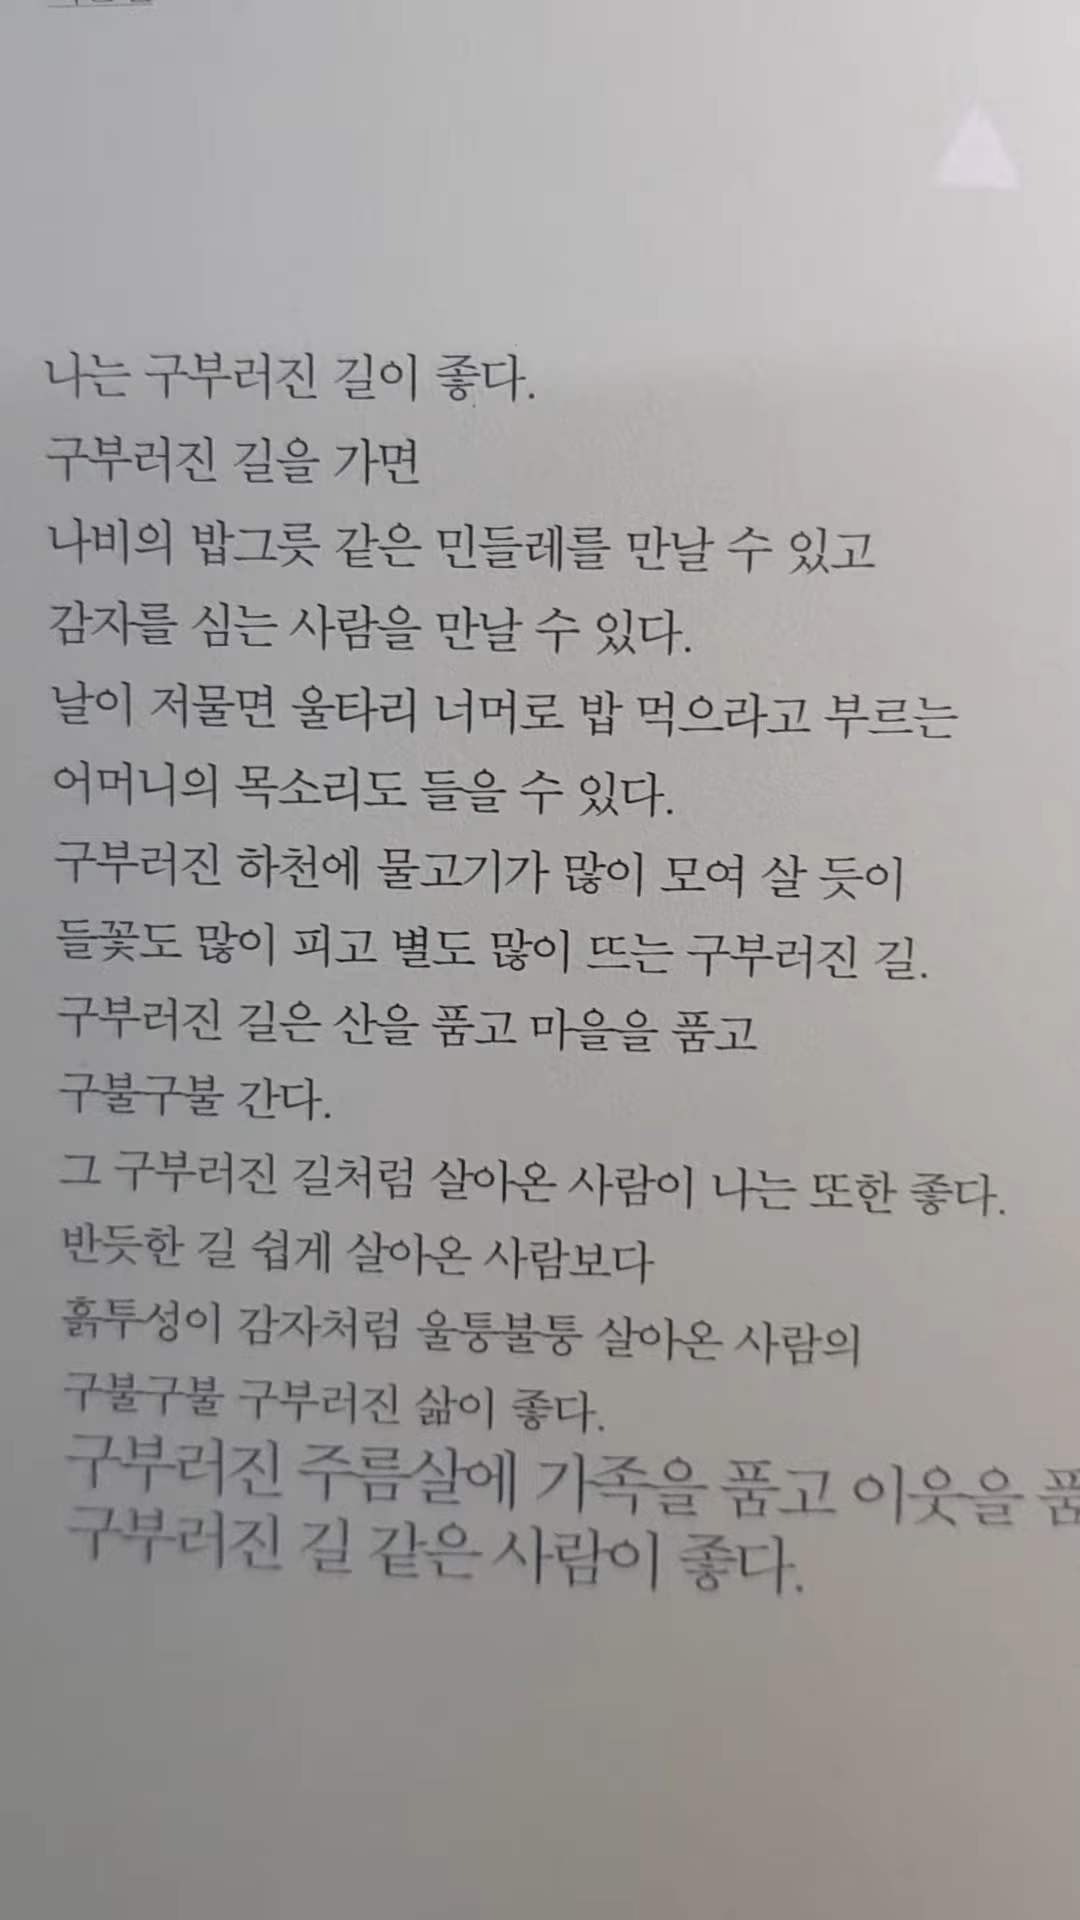 나는 구부러진 길이 좋다.
구부러진 길을 가면
나비의 밥그릇 같은 민들레를 만날 수 있고
감자를 심는 사람을 만날 수 있다.
날이 저물면 울타리 너머로 밥 먹으라고 부르는
어머니의 목소리도 들을 수 있다.
구부러진 하천에 물고기가 많이 모여 살 듯이
들꽃도 많이 피고 별도 많이 뜨는 구부러진 길.
구부러진 길은 산을 품고 마을을 품고
구불구불 간다.
그 구부러진 길처럼 살아온 사람이 나는 또한 좋다.
반듯한 길 쉽게 살아온 사람보다
흙투성이 감자처럼 울퉁불퉁 살아온 사람의
구불구불 구부러진 삶이 좋다.
구부러진 주름살에 가족을 품고 이웃을
구부러진 길 같은 사람이 좋다.